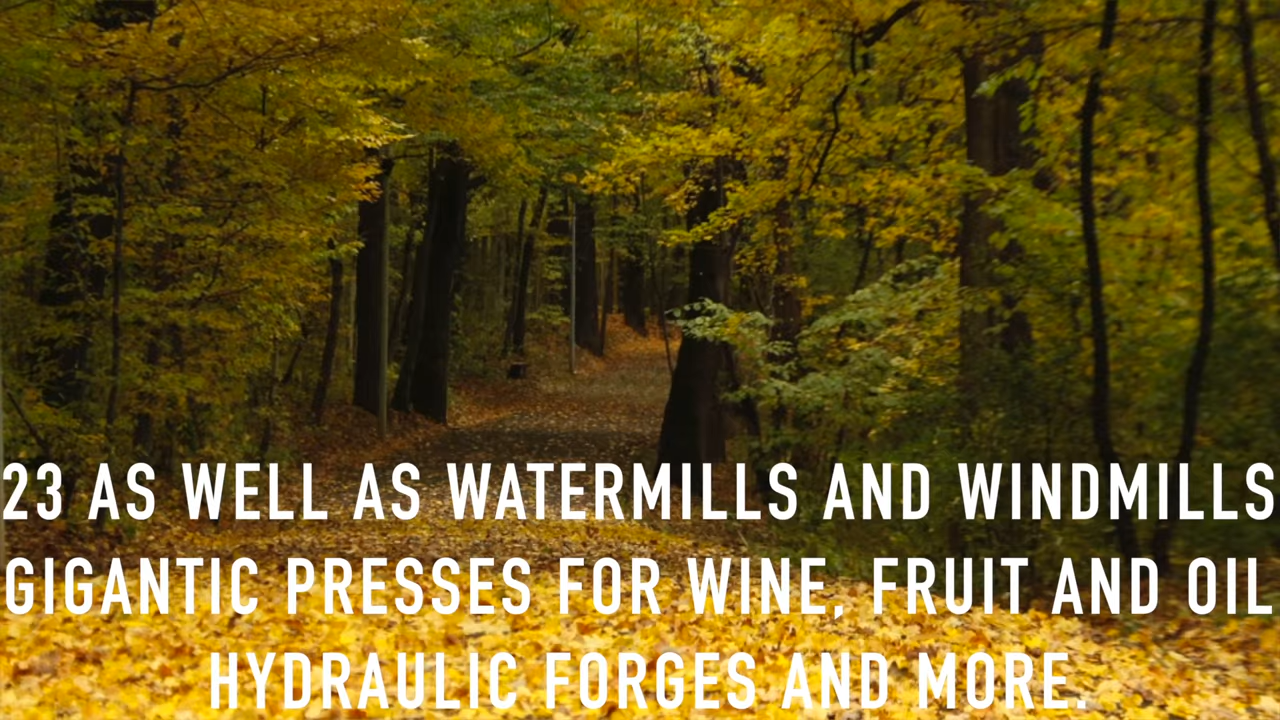 23 AS WELL AS WATERMILLS AND WINDMILLS
GIGANTIC PRESSES FOR WINE, FRUIT AND OIL
HYDRAULIC FORGES AND MORE.